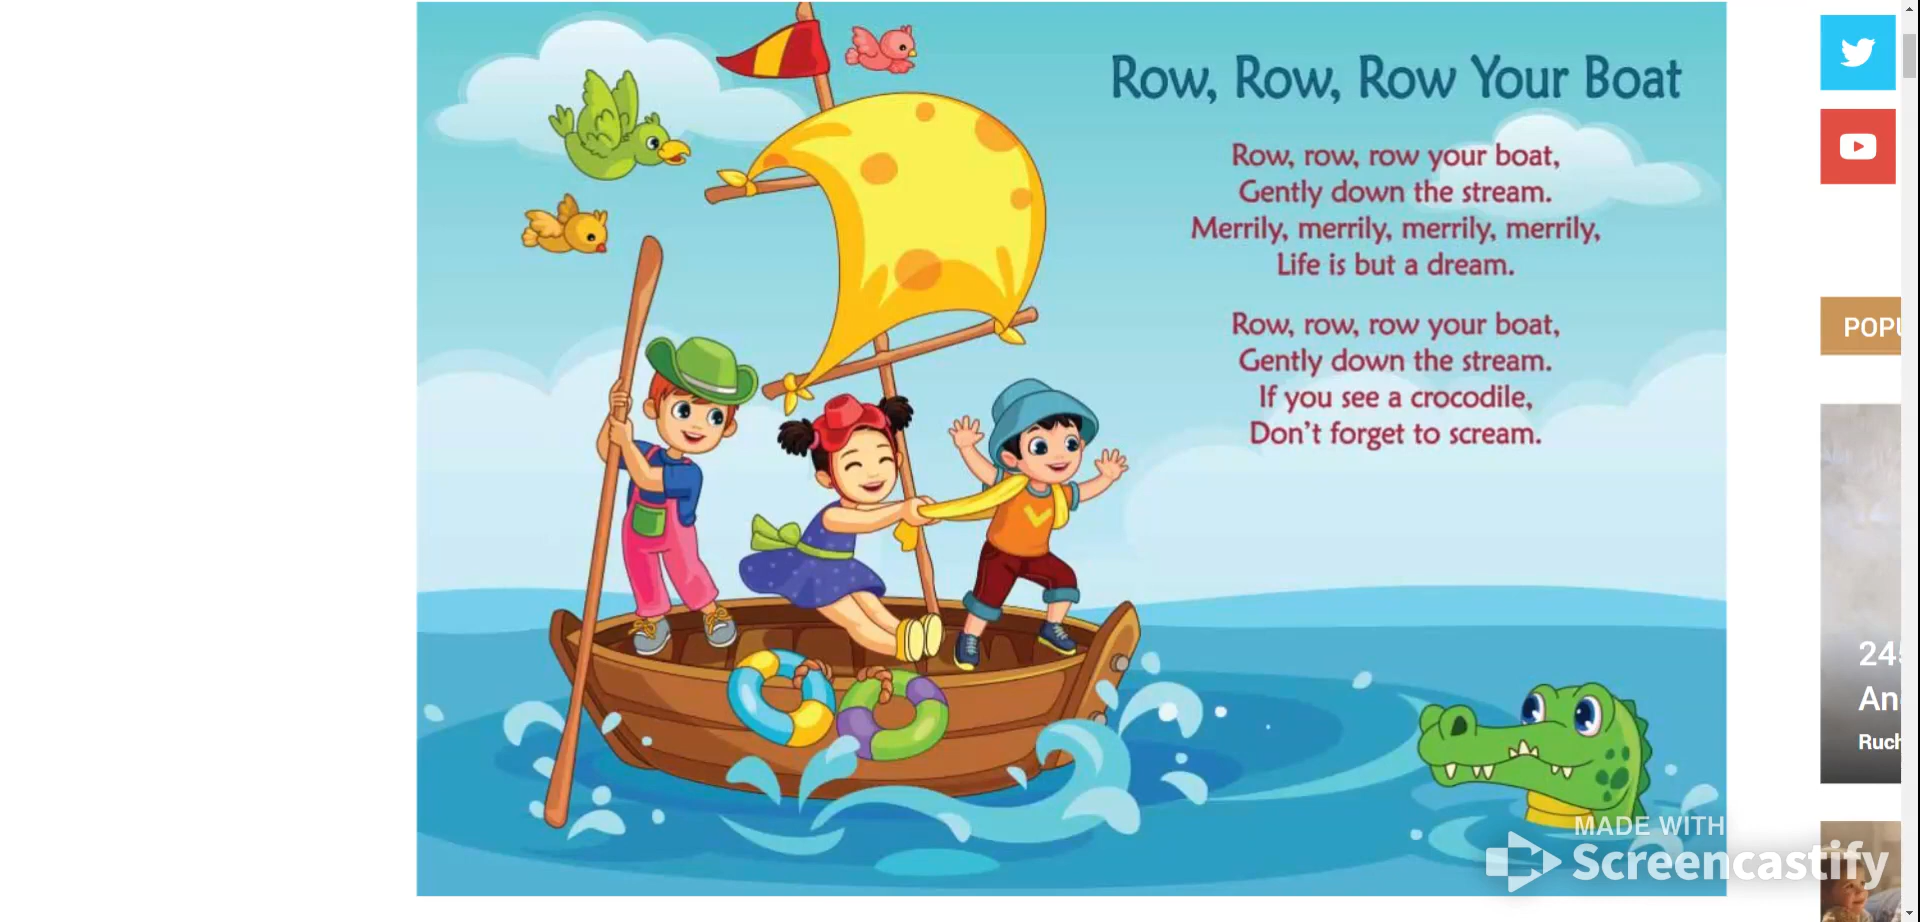 Row, Row, Row Your Boat
Row, row, row your boat,
Gently down the stream.
Merrily, merrily, merrily, merrily,
Life is but a dream.
Row, row, row your boat,
Gently down the stream.
If you see a crocodile,
Don't forget to scream.
POPU
245
An
Ruch
MADE WITH
Screencastify